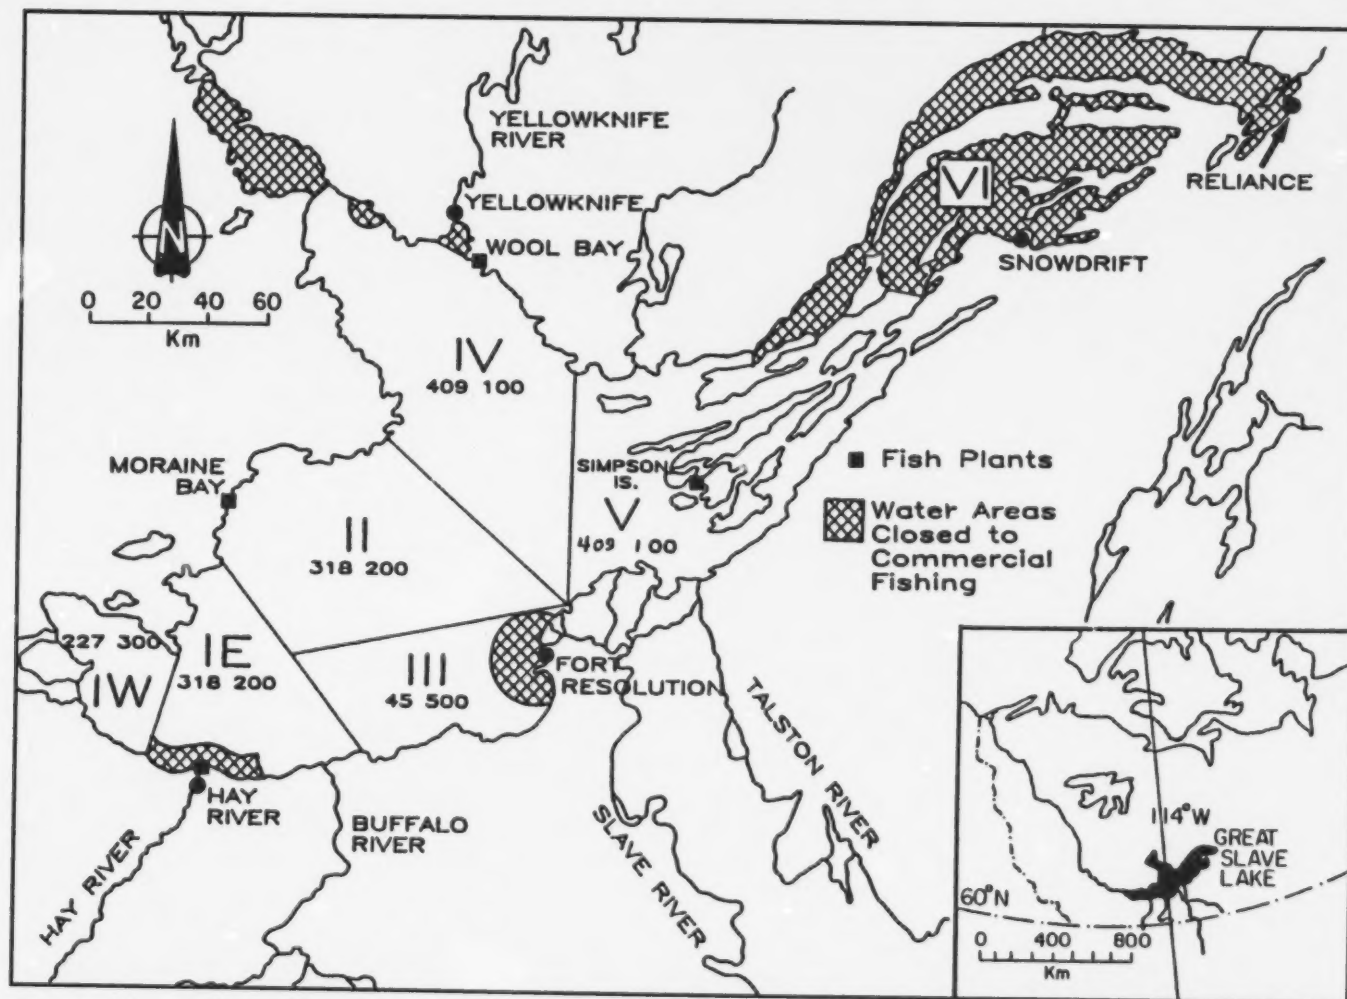 YELLOWKNIFE
RIVER
YELLOWKNIFE
WOOL BAY
VI
RELIANCE
SNOWDRIFT
N
0 20 40 60
Km
IV
409 100
MORAINE
BAY
SIMPSON
IS.
V
409 100
II
318 200
Fish Plants
Water Areas
Closed to
Commercial
Fishing
227 300
IW
IE
318 200
III
45 500
FORT
RESOLUTION
HAY
RIVER
HAY RIVER
BUFFALO
RIVER
SLAVE RIVER
TALSTON RIVER
114°W
GREAT
SLAVE
LAKE
60°N
0 400 800
Km